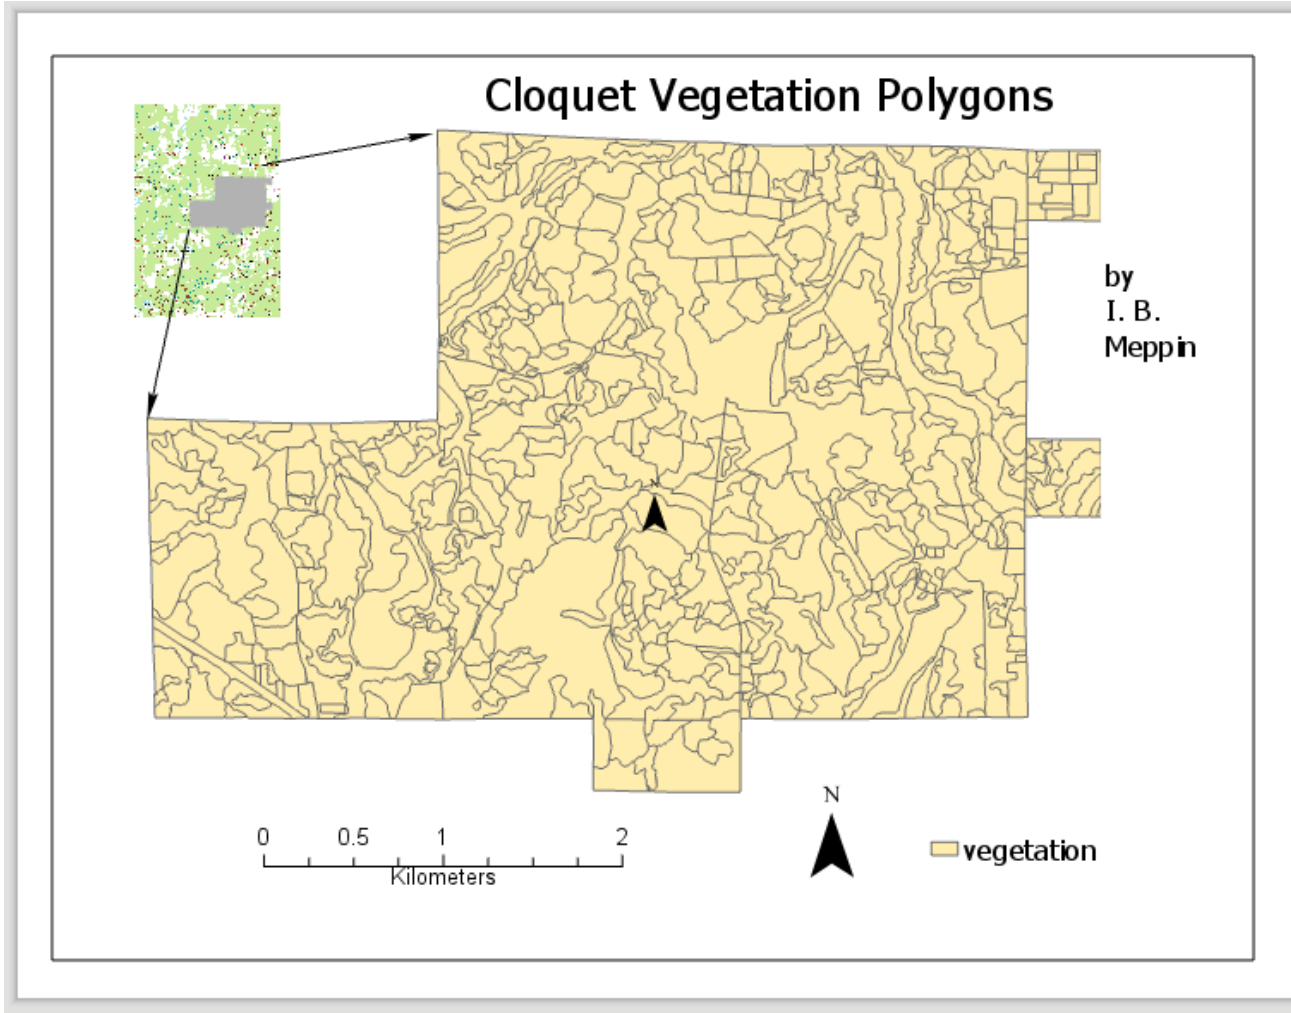 Cloquet Vegetation Polygons
by
I. B.
Meppin
N
N
0 0.5 1 2
Kilometers
vegetation